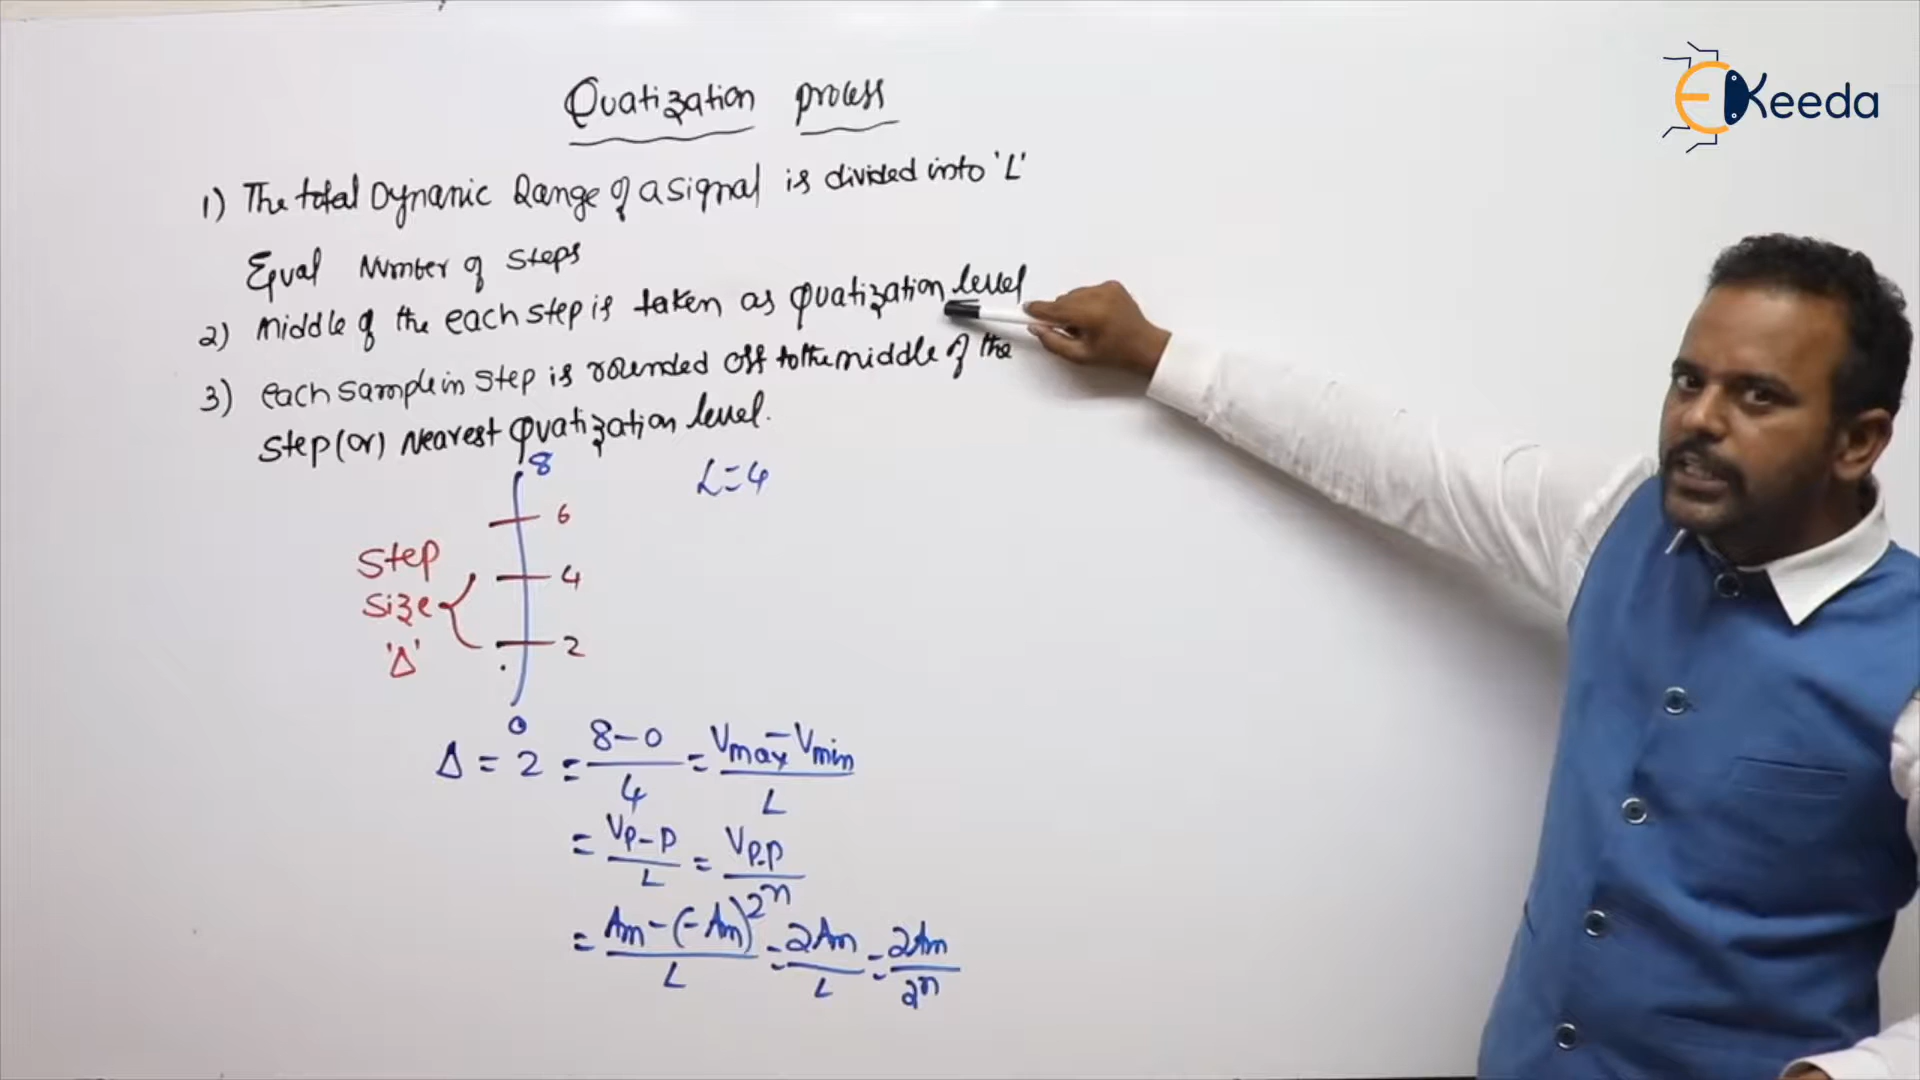 EKeeda
Quatization process
1) The total Dynamic Range of a signal is divided into 'L'
Equal Number of steps
2) Middle of the each step is taken as Quatization level
3) each sample in step is rounded off to the middle of the
step (or) Nearest Quatization level.
8
L=4
6
Step
4
size
2
'Δ'
0
Δ = 2 = 8-0/4 = Vmax-Vmin/L
= Vp-p/L = Vp-p/2^n
= Am-(-Am)/L = 2Am/L = 2Am/2^n